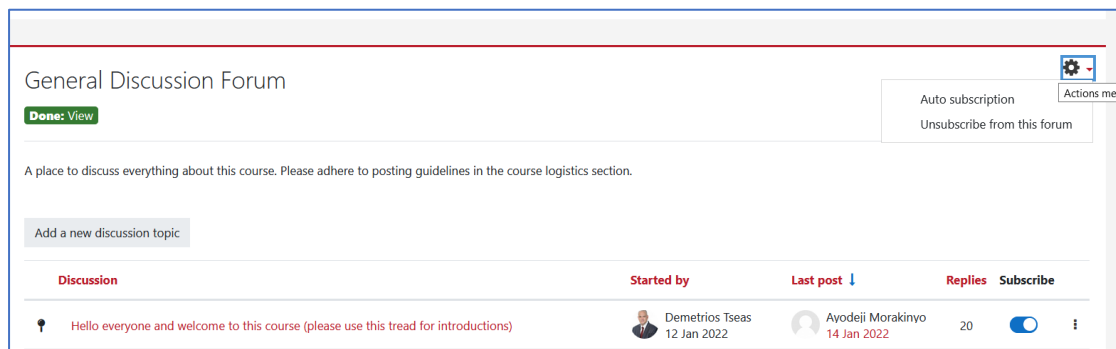 General Discussion Forum
Auto subscription
Actions me
Done: View
Unsubscribe from this forum
A place to discuss everything about this course. Please adhere to posting guidelines in the course logistics section.
Add a new discussion topic
Discussion Started by Last post ↓ Replies Subscribe
Hello everyone and welcome to this course (please use this tread for introductions) Demetrios Tseas Ayodeji Morakinyo 20
12 Jan 2022 14 Jan 2022